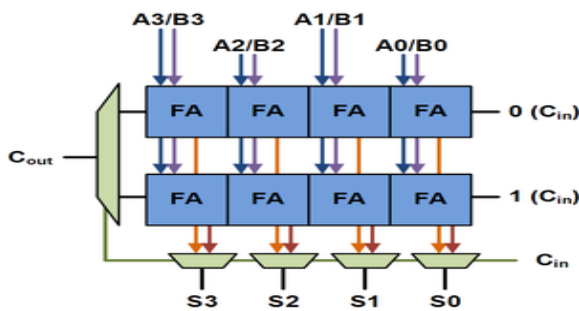 A3/B3 A1/B1
A2/B2 A0/B0
FA FA FA FA 0 (Cin)
Cout
FA FA FA FA 1 (Cin)
Cin
S3 S2 S1 S0